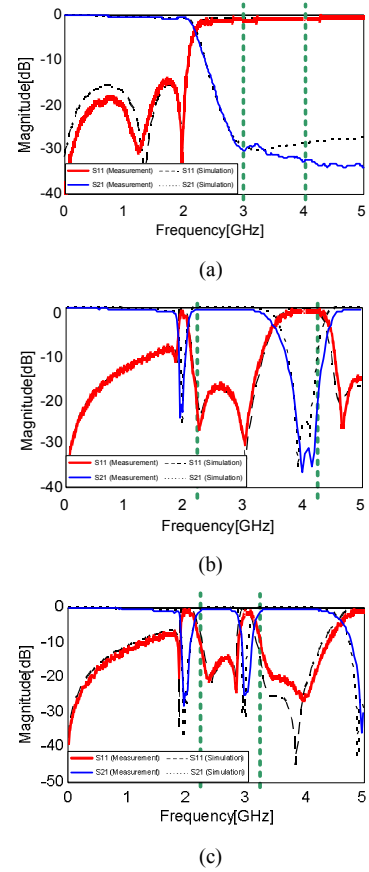 0
-10
-20
-30
-40
Magnitude[dB]
S11 (Measurement) S11 (Simulation)
S21 (Measurement) S21 (Simulation)
0 1 2 3 4 5
Frequency[GHz]
(a)
0
-10
-20
-30
-40
Magnitude[dB]
S11 (Measurement) S11 (Simulation)
S21 (Measurement) S21 (Simulation)
0 1 2 3 4 5
Frequency[GHz]
(b)
0
-10
-20
-30
-40
-50
Magnitude[dB]
S11 (Measurement) S11 (Simulation)
S21 (Measurement) S21 (Simulation)
0 1 2 3 4 5
Frequency[GHz]
(c)